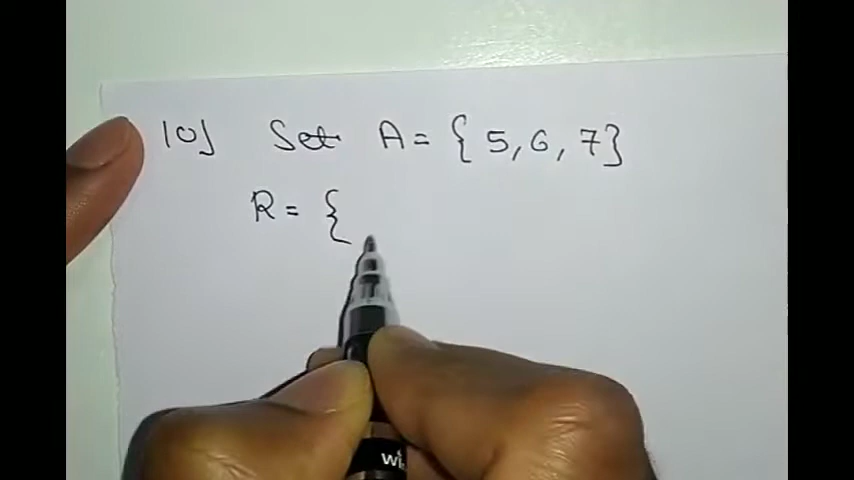 10] Set A = { 5, 6, 7 }
R = {